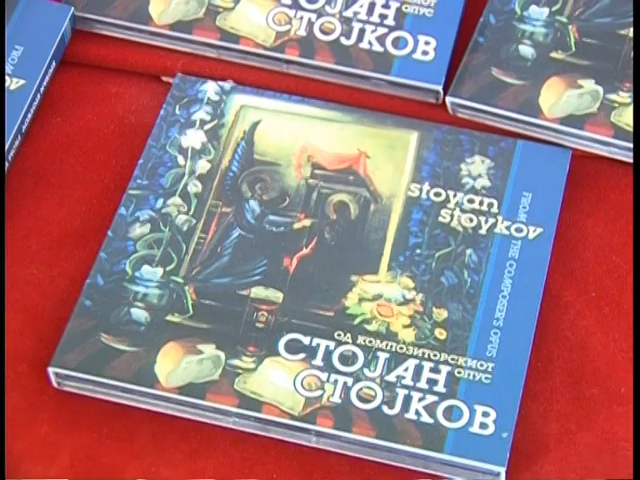 СТОЈАН
ОПУС
СТОЈКОВ
stoyan
stoykov
FROM THE COMPOSER'S OPUS
ОД КОМПОЗИТОРСКИОТ
ОПУС
СТОЈАН
СТОЈКОВ